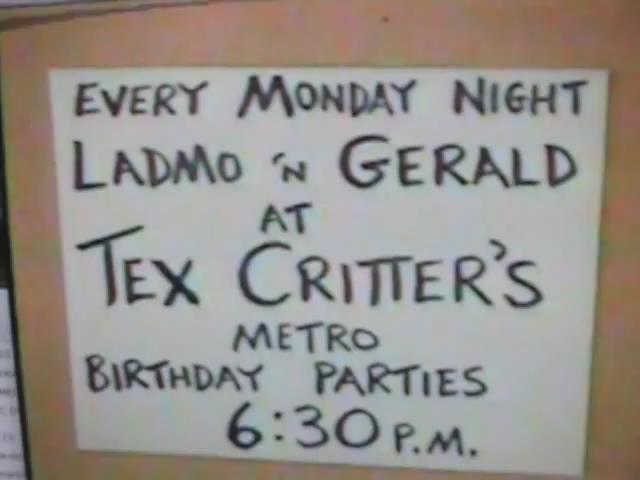 EVERY MONDAY NIGHT
LADMO 'N GERALD
AT
TEX CRITTER'S
METRO
BIRTHDAY PARTIES
6:30 P.M.